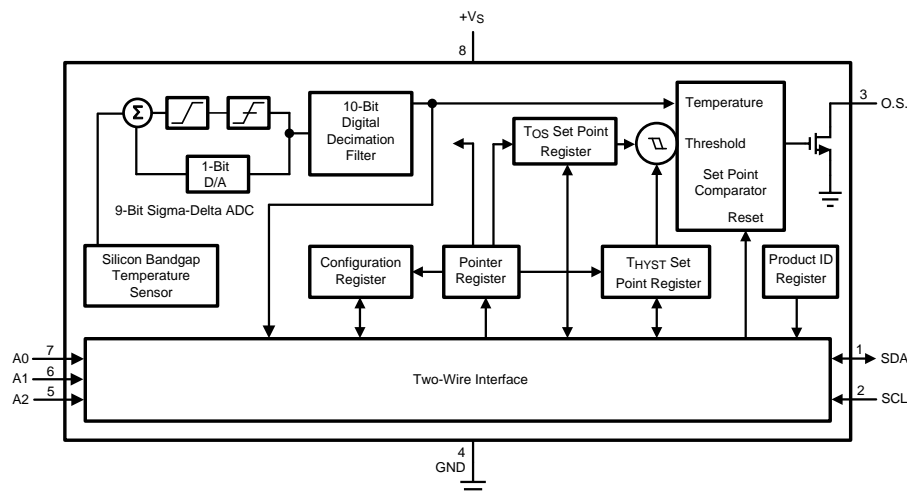 +VS
8
Σ
10-Bit
Digital
Decimation
Filter
1-Bit
D/A
9-Bit Sigma-Delta ADC
Silicon Bandgap
Temperature
Sensor
TOS Set Point
Register
Temperature
Threshold
Set Point
Comparator
Reset
3
O.S.
Configuration
Register
Pointer
Register
THYST Set
Point Register
Product ID
Register
A0
7
A1
6
A2
5
Two-Wire Interface
1
SDA
2
SCL
4
GND